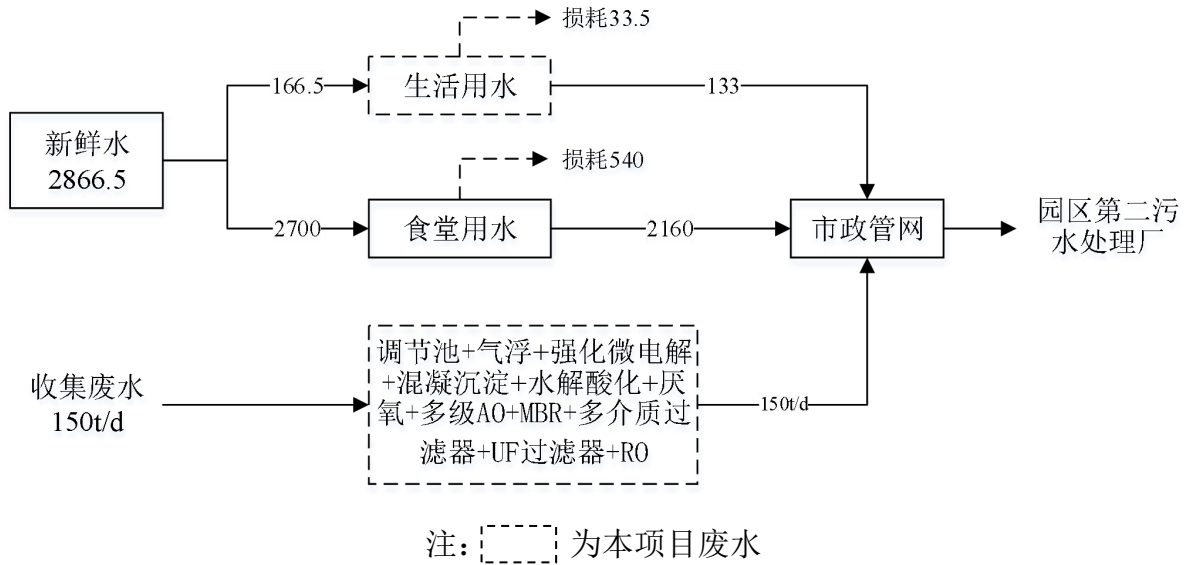 损耗33.5
166.5
生活用水
133
新鲜水
2866.5
损耗540
2700
食堂用水
2160
市政管网
园区第二污
水处理厂
收集废水
150t/d
调节池+气浮+强化微电解
+混凝沉淀+水解酸化+厌
氧+多级AO+MBR+多介质过
滤器+UF过滤器+RO
150t/d
注：
为本项目废水